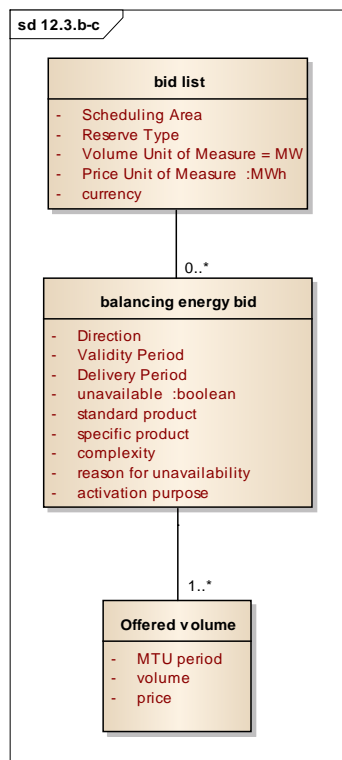 sd 12.3.b-c
bid list
- Scheduling Area
- Reserve Type
- Volume Unit of Measure = MW
- Price Unit of Measure :MWh
- currency
0..*
balancing energy bid
- Direction
- Validity Period
- Delivery Period
- unavailable :boolean
- standard product
- specific product
- complexity
- reason for unavailability
- activation purpose
1..*
Offered volume
- MTU period
- volume
- price